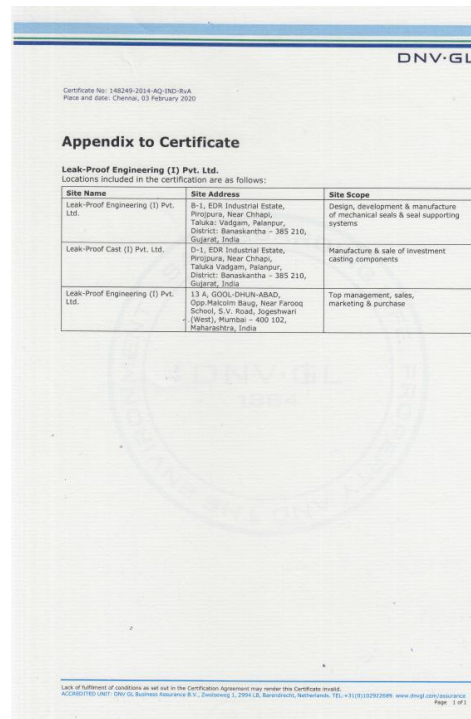 DNV·GL
Certificate No: 148249-2014-AQ-IND-RvA
Place and date: Chennai, 03 February 2020
Appendix to Certificate
Leak-Proof Engineering (I) Pvt. Ltd.
Locations included in the certification are as follows:
Site Name Site Address Site Scope
Leak-Proof Engineering (I) Pvt. B-1, EDR Industrial Estate, Design, development & manufacture
Ltd. Pirojpura, Near Chhapi, of mechanical seals & seal supporting
Taluka: Vadgam, Palanpur, systems
District: Banaskantha – 385 210,
Gujarat, India
Leak-Proof Cast (I) Pvt. Ltd. D-1, EDR Industrial Estate, Manufacture & sale of investment
Pirojpura, Near Chhapi, casting components
Taluka Vadgam, Palanpur,
District: Banaskantha – 385 210,
Gujarat, India
Leak-Proof Engineering (I) Pvt. 13 A, GOOL-DHUN-ABAD, Top management, sales,
Ltd. Opp.Malcolm Baug, Near Farooq marketing & purchase
School, S.V. Road, Jogeshwari
(West), Mumbai – 400 102,
Maharashtra, India
DNV·GL
1864
Lack of fulfilment of conditions as set out in the Certification Agreement may render this Certificate invalid.
ACCREDITED UNIT: DNV GL Business Assurance B.V., Zwolseweg 1, 2994 LB, Barendrecht, Netherlands. TEL:+31(0)102922689. www.dnvgl.com/assurance
Page 1 of1